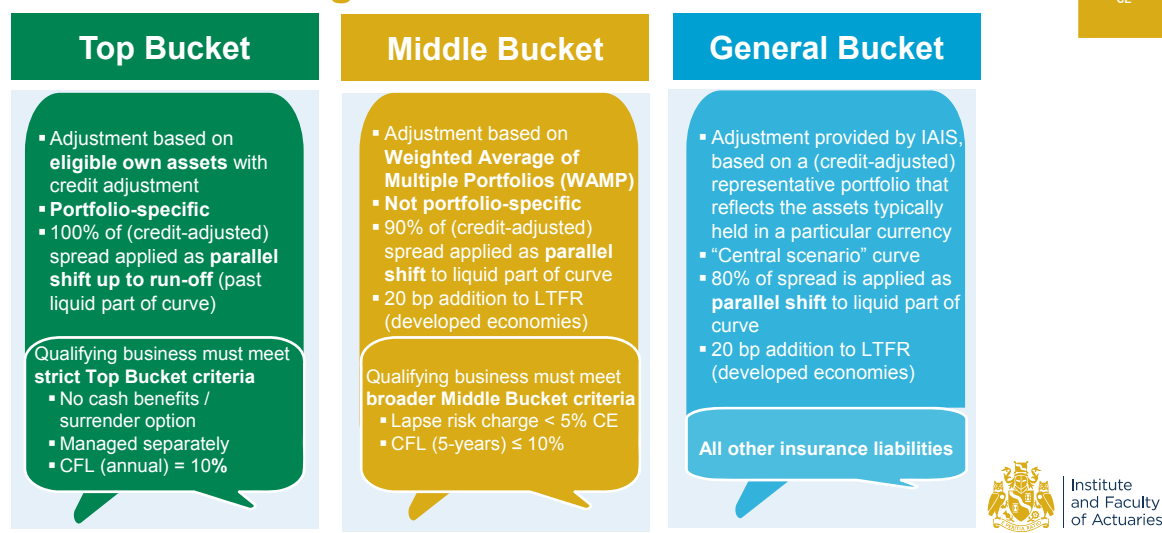 CE
Top Bucket
▪ Adjustment based on
eligible own assets with
credit adjustment
▪ Portfolio-specific
▪ 100% of (credit-adjusted)
spread applied as parallel
shift up to run-off (past
liquid part of curve)
Qualifying business must meet
strict Top Bucket criteria
▪ No cash benefits /
surrender option
▪ Managed separately
▪ CFL (annual) = 10%
Middle Bucket
▪ Adjustment based on
Weighted Average of
Multiple Portfolios (WAMP)
▪ Not portfolio-specific
▪ 90% of (credit-adjusted)
spread applied as parallel
shift to liquid part of curve
▪ 20 bp addition to LTFR
(developed economies)
Qualifying business must meet
broader Middle Bucket criteria
▪ Lapse risk charge < 5% CE
▪ CFL (5-years) ≤ 10%
General Bucket
▪ Adjustment provided by IAIS,
based on a (credit-adjusted)
representative portfolio that
reflects the assets typically
held in a particular currency
▪ “Central scenario” curve
▪ 80% of spread is applied as
parallel shift to liquid part of
curve
▪ 20 bp addition to LTFR
(developed economies)
All other insurance liabilities
Institute
and Faculty
of Actuaries